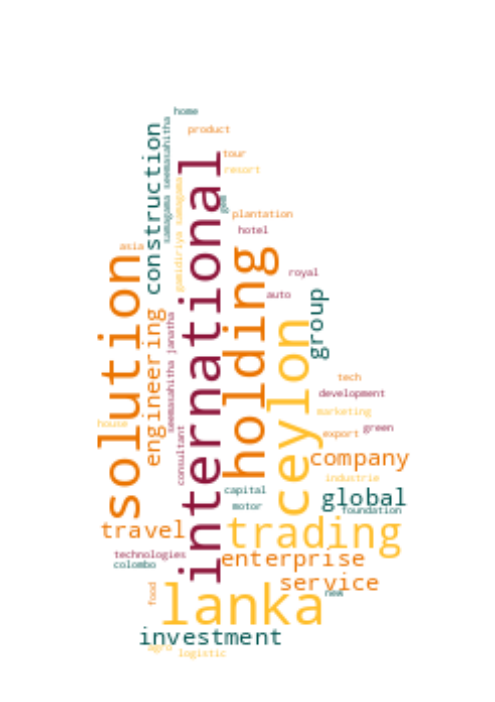 home
product
construction
samagama seemasahitha
tour
resort
international
gamidiriya samagama
gem
plantation
hotel
asia
solution
holding
royal
auto
group
ceylon
engineering
seemasahitha janatha
tech
development
marketing
house
green
export
consultant
company
industrie
capital
global
motor
foundation
travel
trading
technologies
enterprise
colombo
service
food
lanka
new
investment
agro
logistic